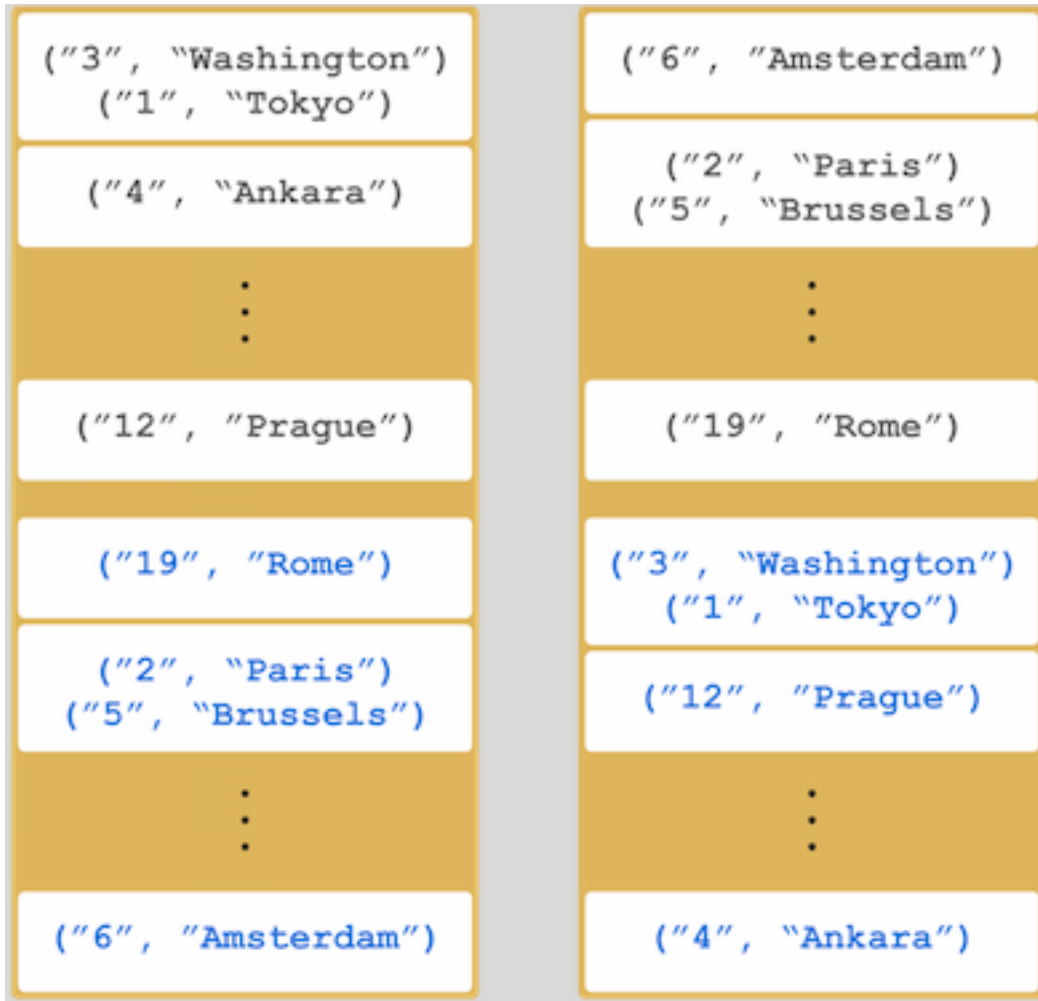 ("3", “Washington")
("1", “Tokyo")
("4", “Ankara")
("12", "Prague")
("19", "Rome")
("2", “Paris")
("5", “Brussels")
("6", "Amsterdam")
("6", "Amsterdam")
("2", “Paris")
("5", “Brussels")
("19", "Rome")
("3", “Washington")
("1", “Tokyo")
("12", "Prague")
("4", “Ankara")